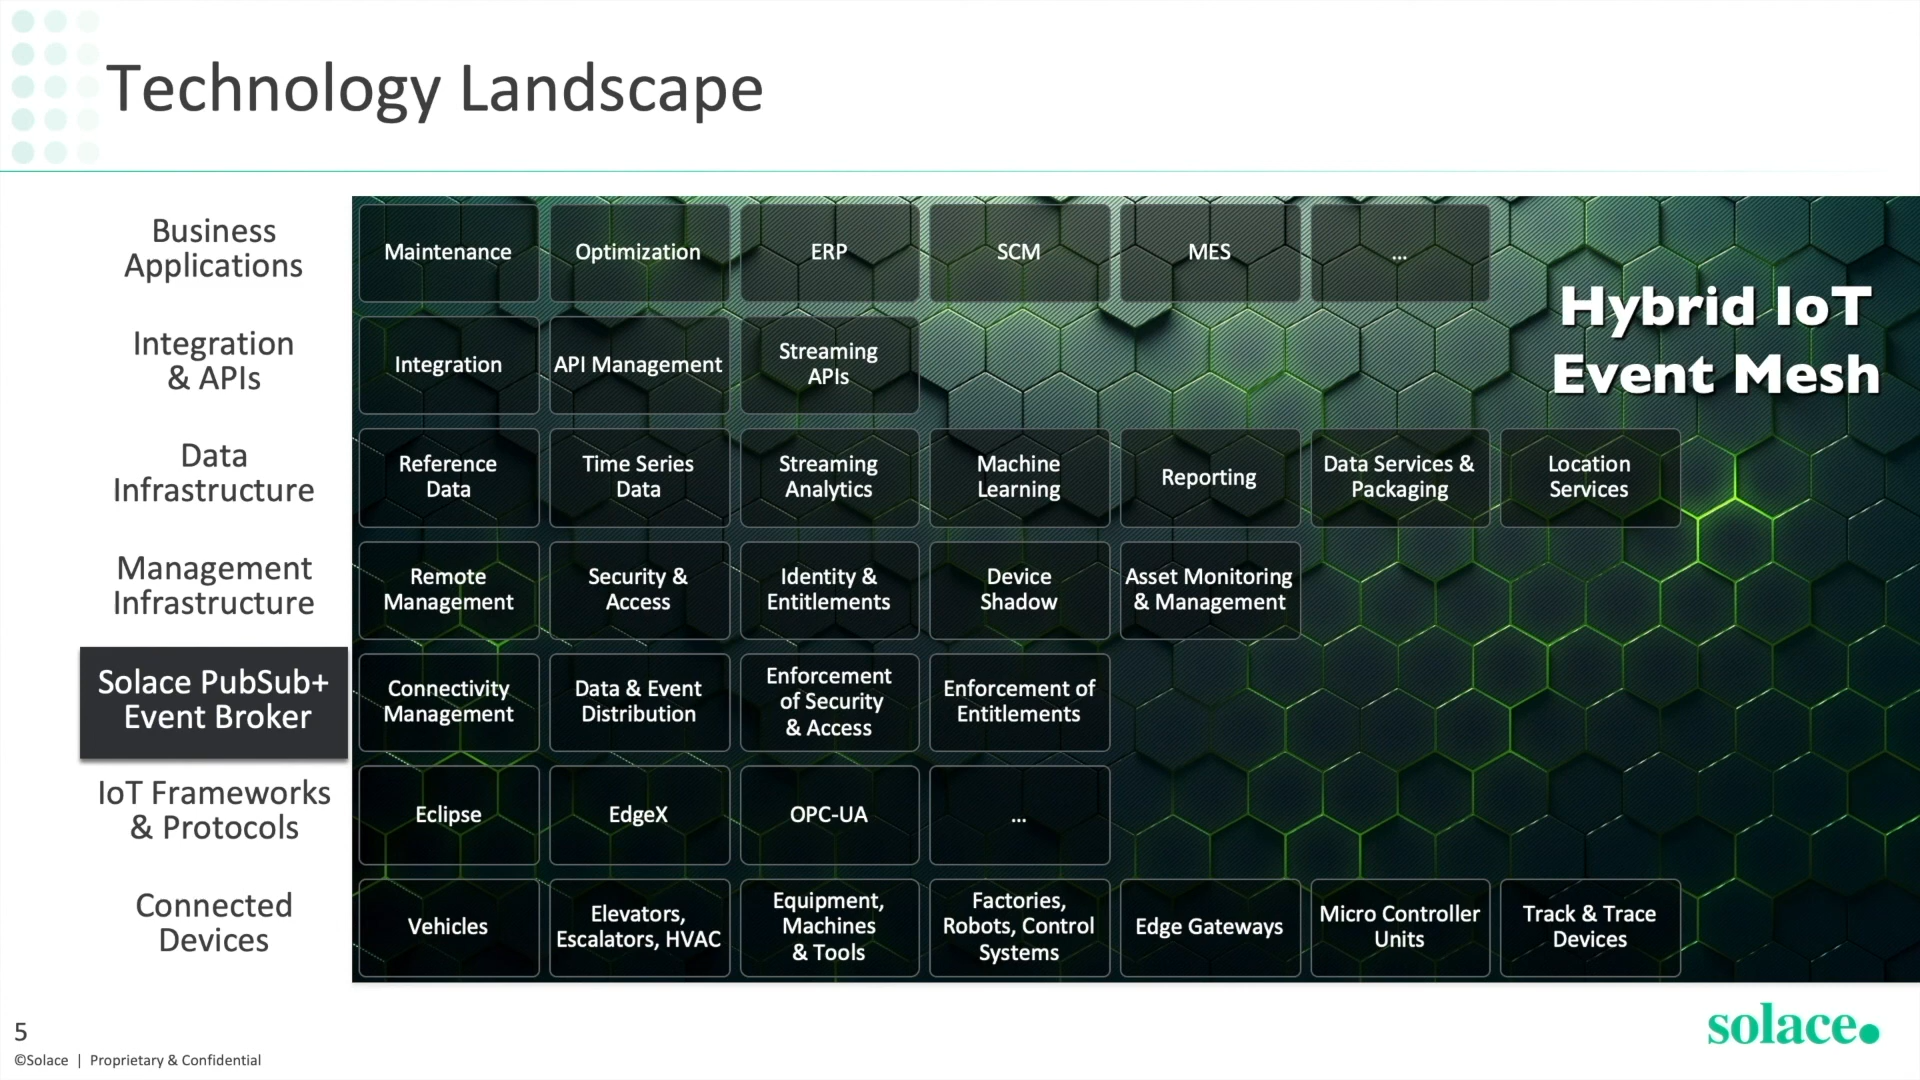 Technology Landscape
Business
Applications
Maintenance
Optimization
ERP
SCM
MES
...
Hybrid IoT
Event Mesh
Integration
& APIs
Integration
API Management
Streaming
APIs
Data
Infrastructure
Reference
Data
Time Series
Data
Streaming
Analytics
Machine
Learning
Reporting
Data Services &
Packaging
Location
Services
Management
Infrastructure
Remote
Management
Security &
Access
Identity &
Entitlements
Device
Shadow
Asset Monitoring
& Management
Solace PubSub+
Event Broker
Connectivity
Management
Data & Event
Distribution
Enforcement
of Security
& Access
Enforcement of
Entitlements
IoT Frameworks
& Protocols
Eclipse
EdgeX
OPC-UA
...
Connected
Devices
Vehicles
Elevators,
Escalators, HVAC
Equipment,
Machines
& Tools
Factories,
Robots, Control
Systems
Edge Gateways
Micro Controller
Units
Track & Trace
Devices
5
©Solace | Proprietary & Confidential
solace.